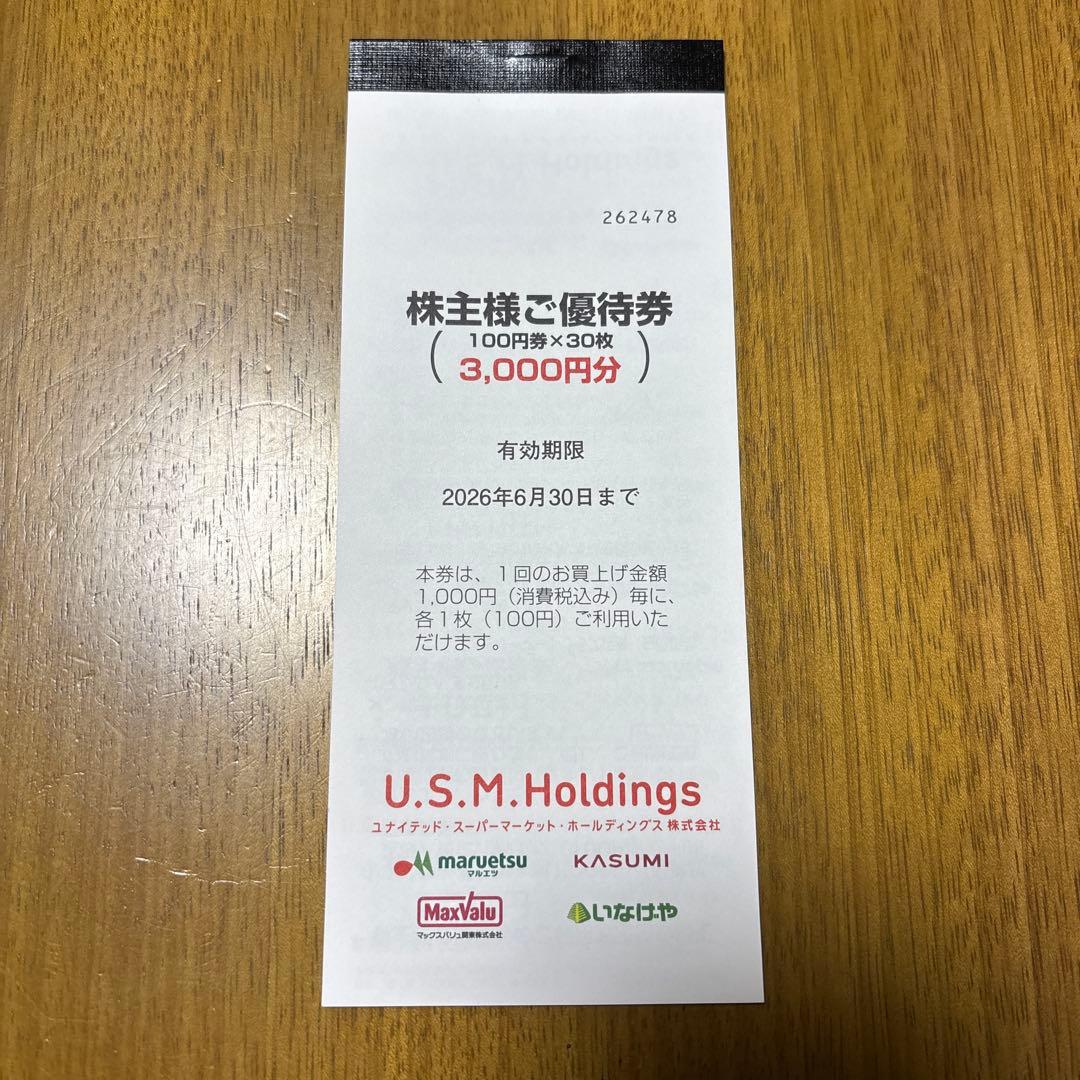 262478
株主様ご優待券
(100円券×30枚
3,000円分)
有効期限
2026年6月30日まで
本券は、1回のお買上げ金額
1,000円（消費税込み）毎に、
各1枚（100円）ご利用いた
だけます。
U.S.M.Holdings
ユナイテッド・スーパーマーケット・ホールディングス 株式会社
maruetsu KASUMI
マルエツ
MaxValu いなげや
マックスバリュ関東株式会社